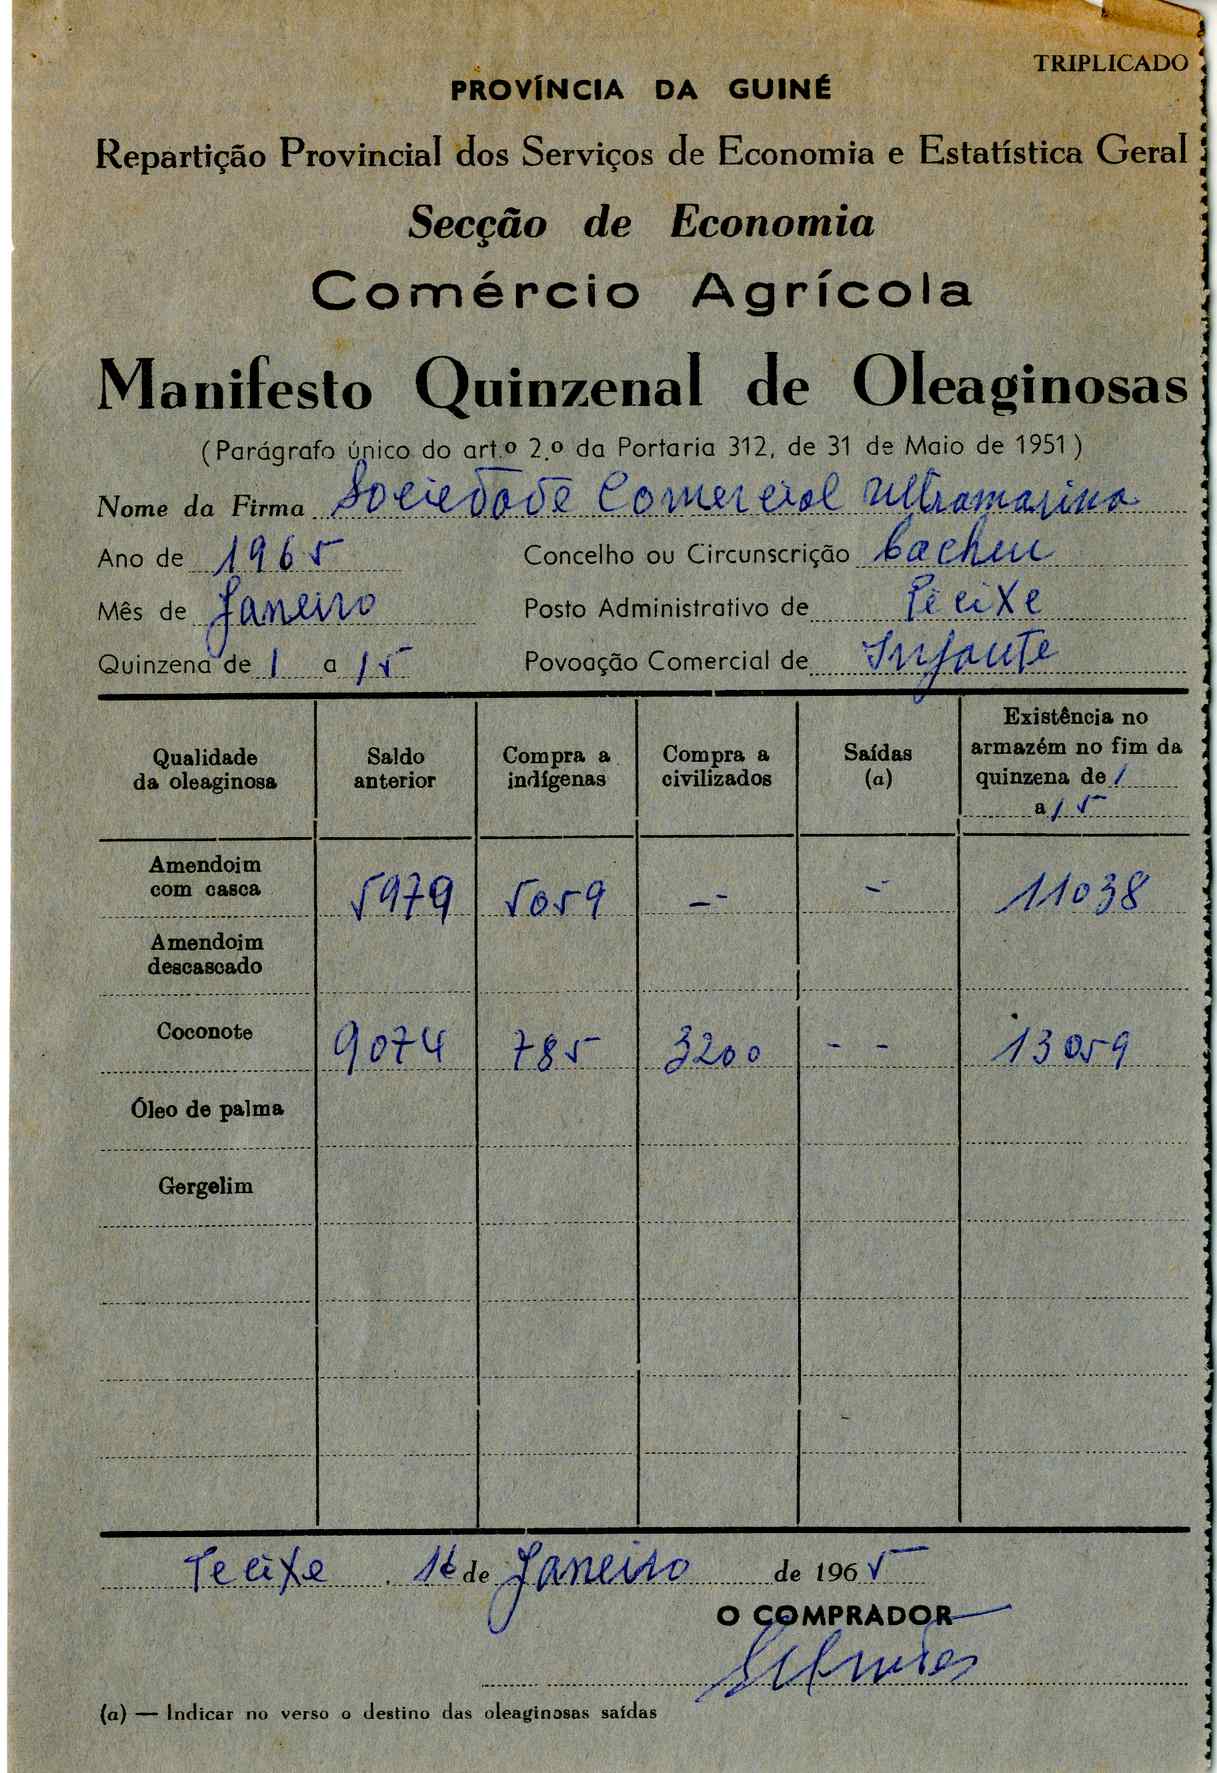 TRIPLICADO
PROVÍNCIA DA GUINÉ
Repartição Provincial dos Serviços de Economia e Estatística Geral
Secção de Economia
Comércio Agrícola
Manifesto Quinzenal de Oleaginosas
(Parágrafo único do art.º 2.º da Portaria 312, de 31 de Maio de 1951)
Nome da Firma Sociedade Comercial Ultramarina
Ano de 1965 Concelho ou Circunscrição Cacheu
Mês de Janeiro Posto Administrativo de Pecixe
Quinzena de 1 a 15 Povoação Comercial de Infante
Qualidade da oleaginosa Saldo anterior Compra a indígenas Compra a civilizados Saídas (a) Existência no armazém no fim da quinzena de 1 a 15
Amendoim com casca 5979 5059 -- - 11038
Amendoim descascado
Coconote 9074 785 3200 - - 13059
Óleo de palma
Gergelim
Pecixe, 16 de Janeiro de 1965
O COMPRADOR
(a) — Indicar no verso o destino das oleaginosas saídas